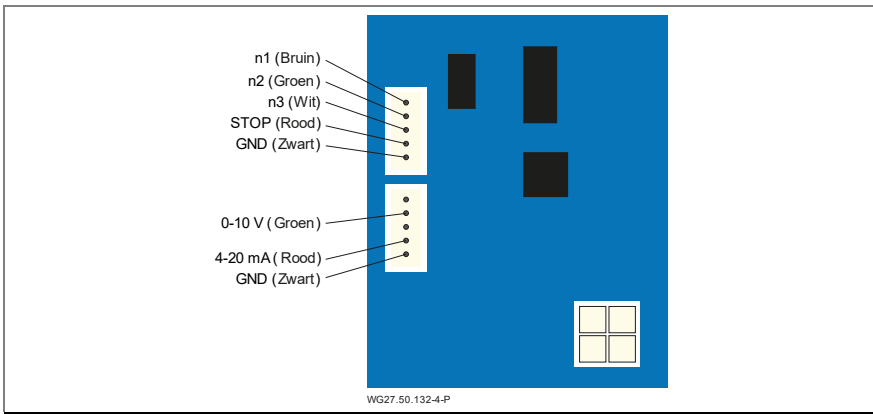 n1 (Bruin)
n2 (Groen)
n3 (Wit)
STOP (Rood)
GND (Zwart)
0-10 V (Groen)
4-20 mA (Rood)
GND (Zwart)
WG27.50.132-4-P